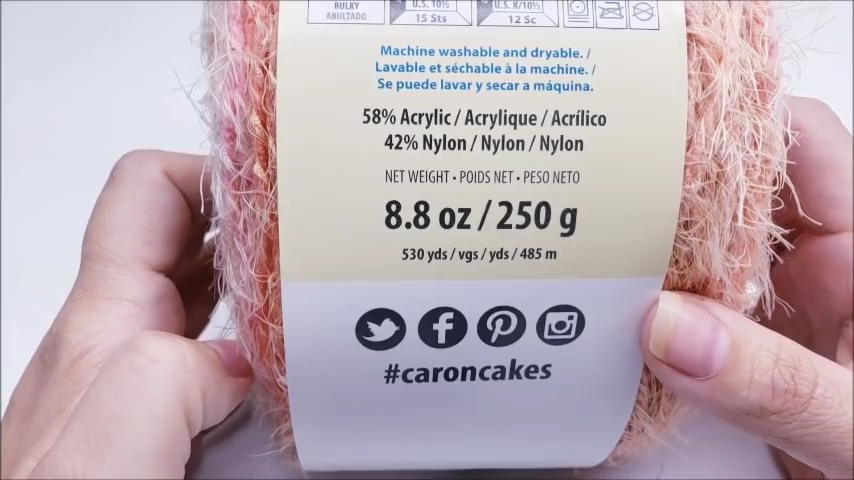 BULKY
ABULTADO
U.S. 10½
15 Sts
U.S. K/10½
12 Sc
Machine washable and dryable. /
Lavable et séchable à la machine. /
Se puede lavar y secar a máquina.
58% Acrylic / Acrylique / Acrílico
42% Nylon / Nylon / Nylon
NET WEIGHT • POIDS NET • PESO NETO
8.8 oz / 250 g
530 yds / vgs / yds / 485 m
#caroncakes